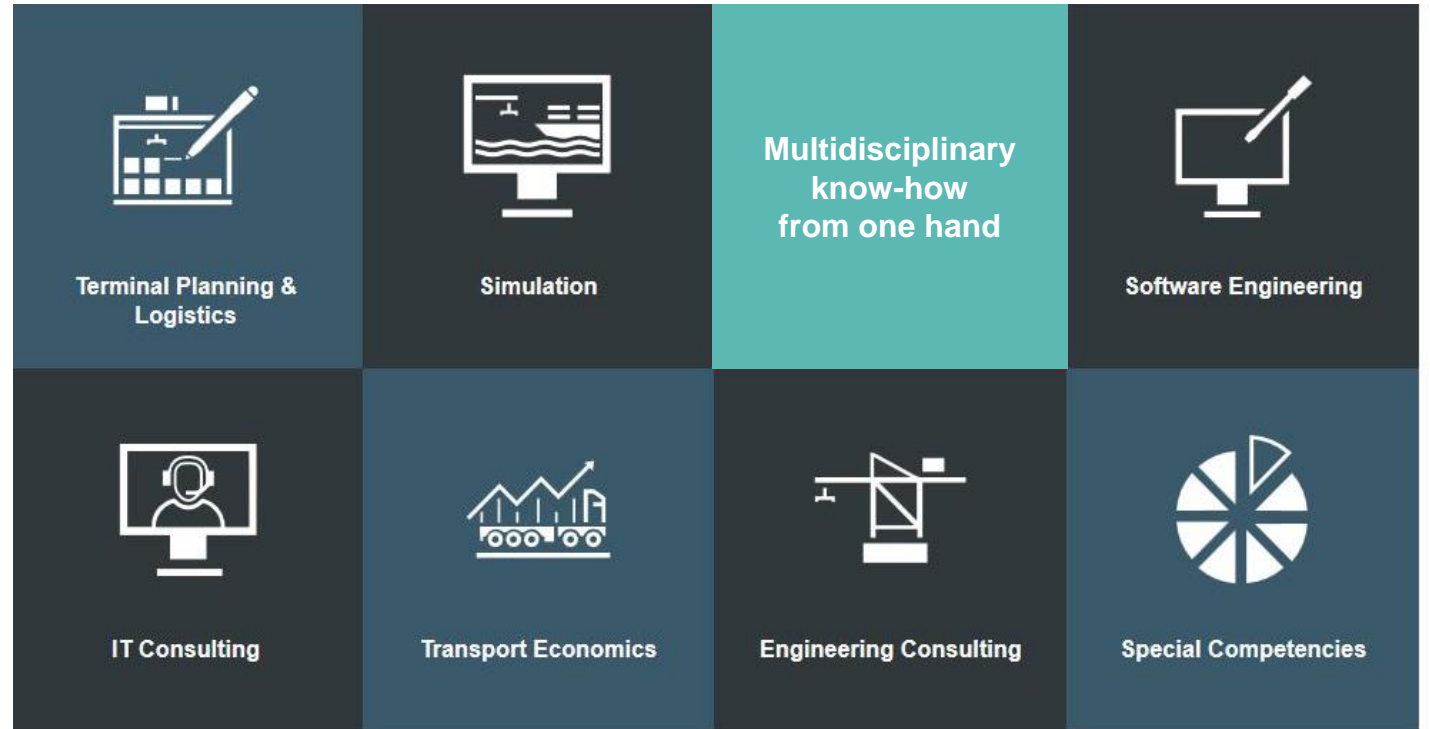 Multidisciplinary
know-how
from one hand
Terminal Planning &
Logistics
Simulation
Software Engineering
IT Consulting
Transport Economics
Engineering Consulting
Special Competencies